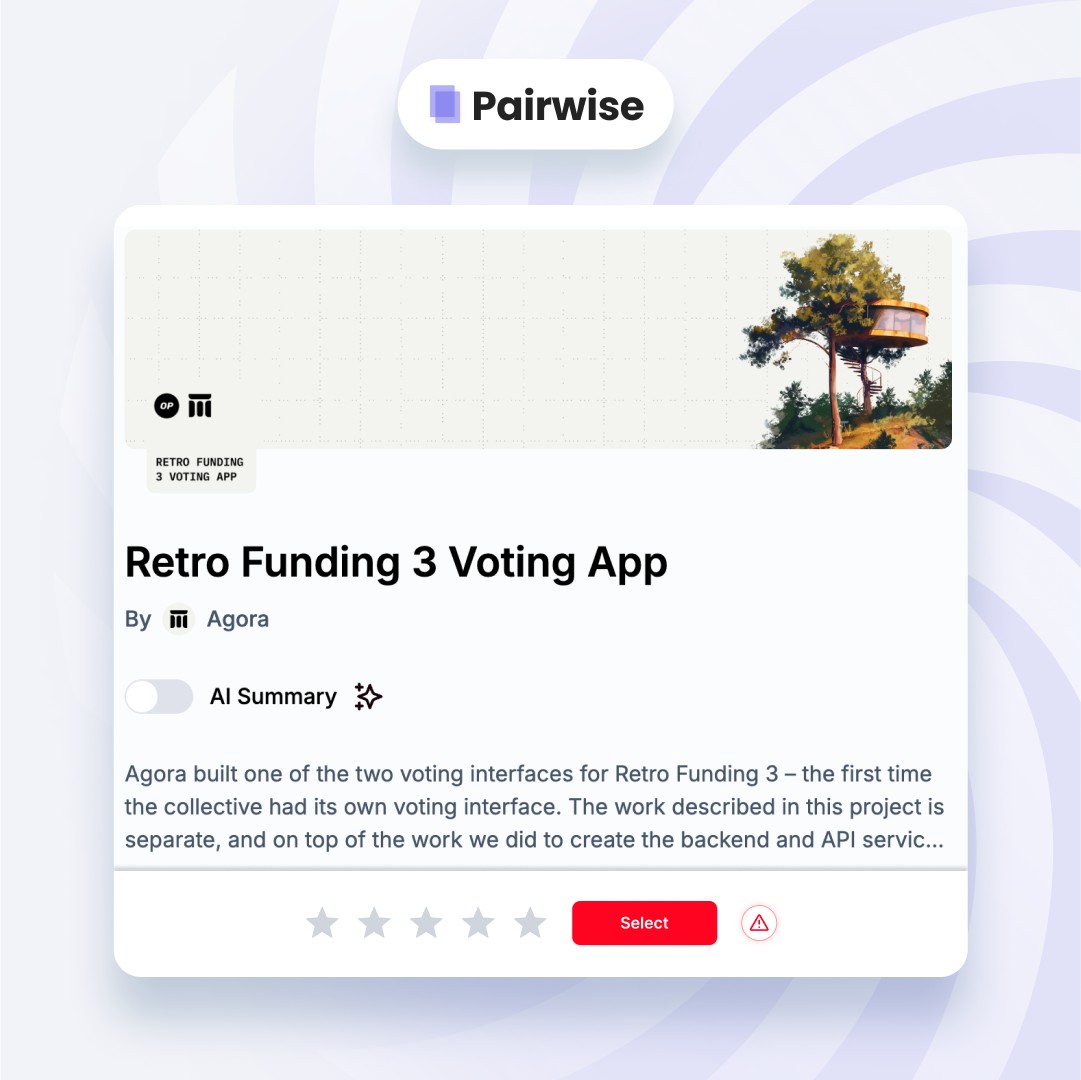 Pairwise
OP
RETRO FUNDING
3 VOTING APP
Retro Funding 3 Voting App
By Agora
AI Summary
Agora built one of the two voting interfaces for Retro Funding 3 – the first time
the collective had its own voting interface. The work described in this project is
separate, and on top of the work we did to create the backend and API servic...
Select